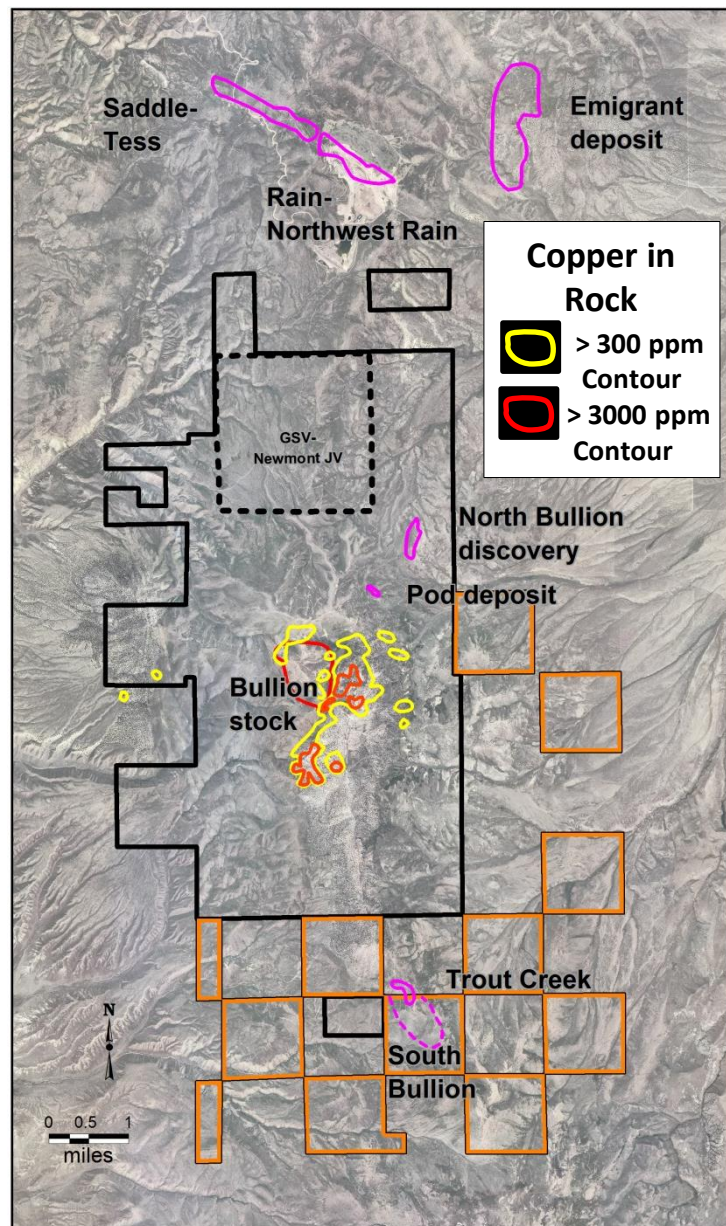 Saddle-
Tess
Emigrant
deposit
Rain-
Northwest Rain
Copper in
Rock
> 300 ppm
Contour
> 3000 ppm
Contour
GSV-
Newmont JV
North Bullion
discovery
Pod deposit
Bullion
stock
Trout Creek
South
Bullion
N
0 0.5 1
miles